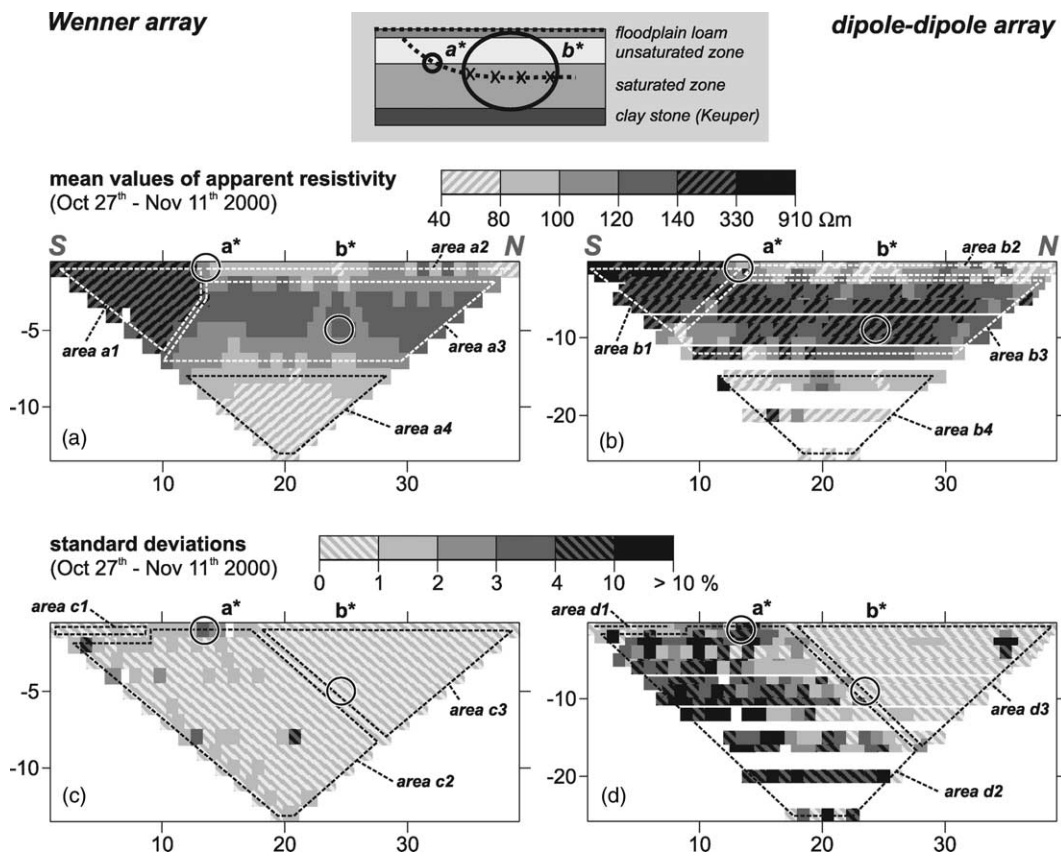 Wenner array
dipole-dipole array
floodplain loam
a* b* unsaturated zone
saturated zone
clay stone (Keuper)
mean values of apparent resistivity
(Oct 27th - Nov 11th 2000)
40 80 100 120 140 330 910 Ωm
S a* b* area a2 N
area a1
area a3
area a4
-5
-10
(a)
10 20 30
S a* b* area b2 N
area b1
area b3
area b4
-10
-20
(b)
10 20 30
standard deviations
(Oct 27th - Nov 11th 2000)
0 1 2 3 4 10 > 10 %
area c1 a* b*
-5
area c3
-10
area c2
(c)
10 20 30
area d1 a* b*
-10
area d3
-20
area d2
(d)
10 20 30